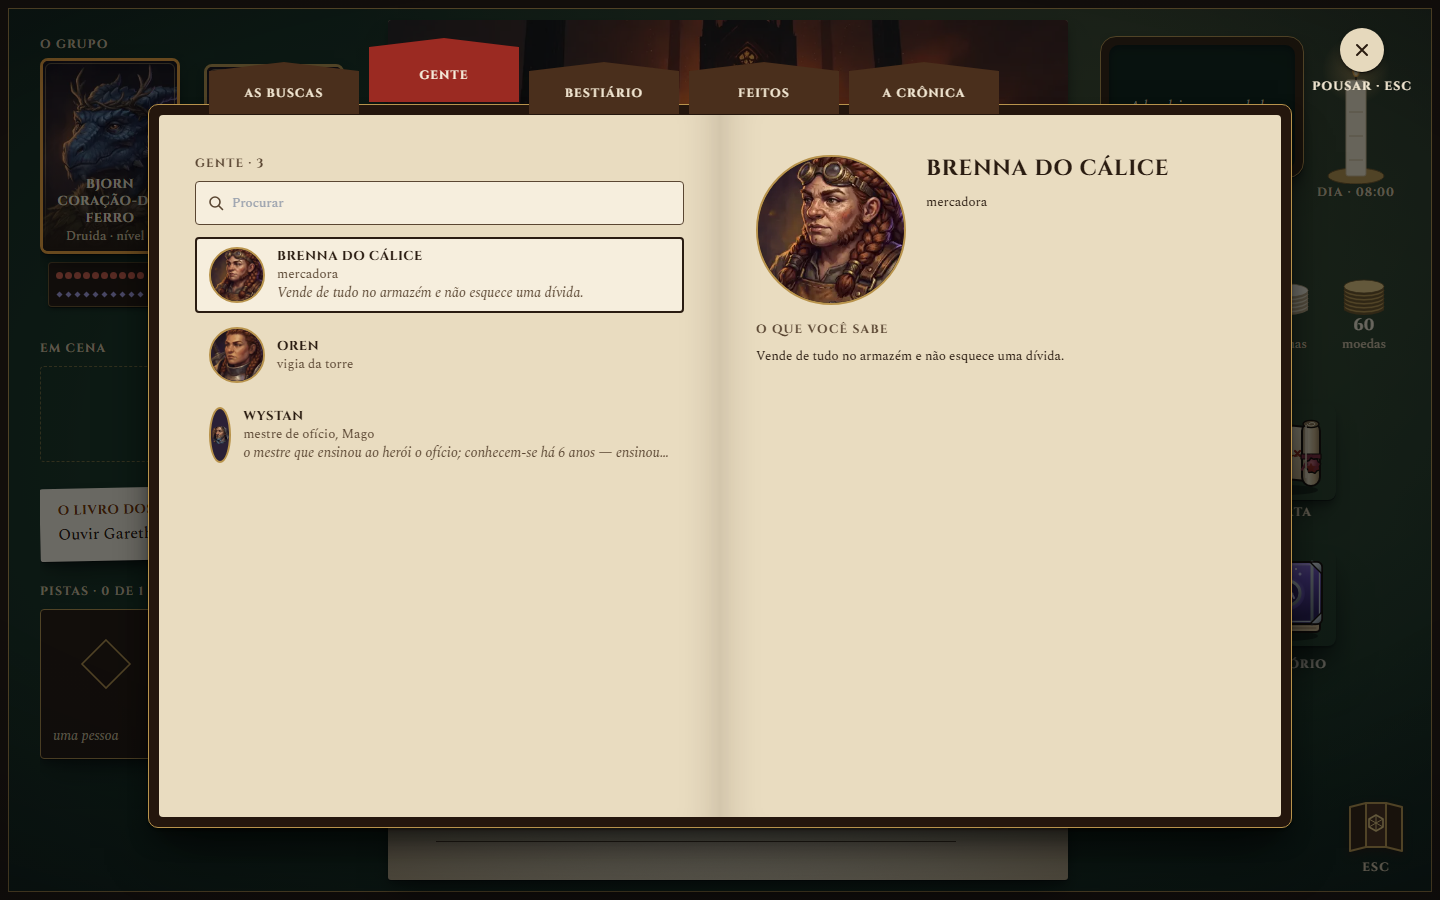 O GRUPO
AS BUSCAS
GENTE
BESTIÁRIO
FEITOS
A CRÔNICA
POUSAR · ESC
DIA · 08:00
BJORN
CORAÇÃO-D
FERRO
Druida · nível
EM CENA
O LIVRO DO
Ouvir Garet
PISTAS · 0 DE 1
uma pessoa
GENTE · 3
Procurar
BRENNA DO CÁLICE
mercadora
Vende de tudo no armazém e não esquece uma dívida.
OREN
vigia da torre
WYSTAN
mestre de ofício, Mago
o mestre que ensinou ao herói o ofício; conhecem-se há 6 anos — ensinou...
BRENNA DO CÁLICE
mercadora
O QUE VOCÊ SABE
Vende de tudo no armazém e não esquece uma dívida.
60
moedas
ESC